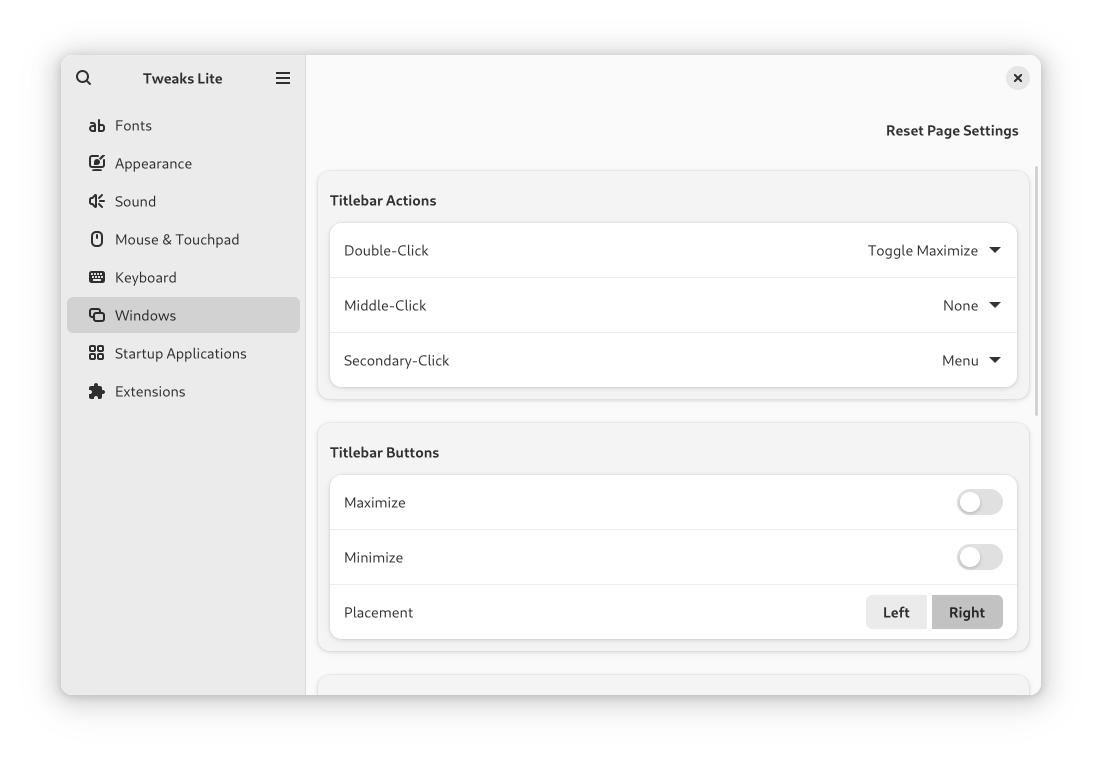 Tweaks Lite
ab Fonts
Appearance
Sound
Mouse & Touchpad
Keyboard
Windows
Startup Applications
Extensions
Reset Page Settings
Titlebar Actions
Double-Click Toggle Maximize
Middle-Click None
Secondary-Click Menu
Titlebar Buttons
Maximize
Minimize
Placement Left Right